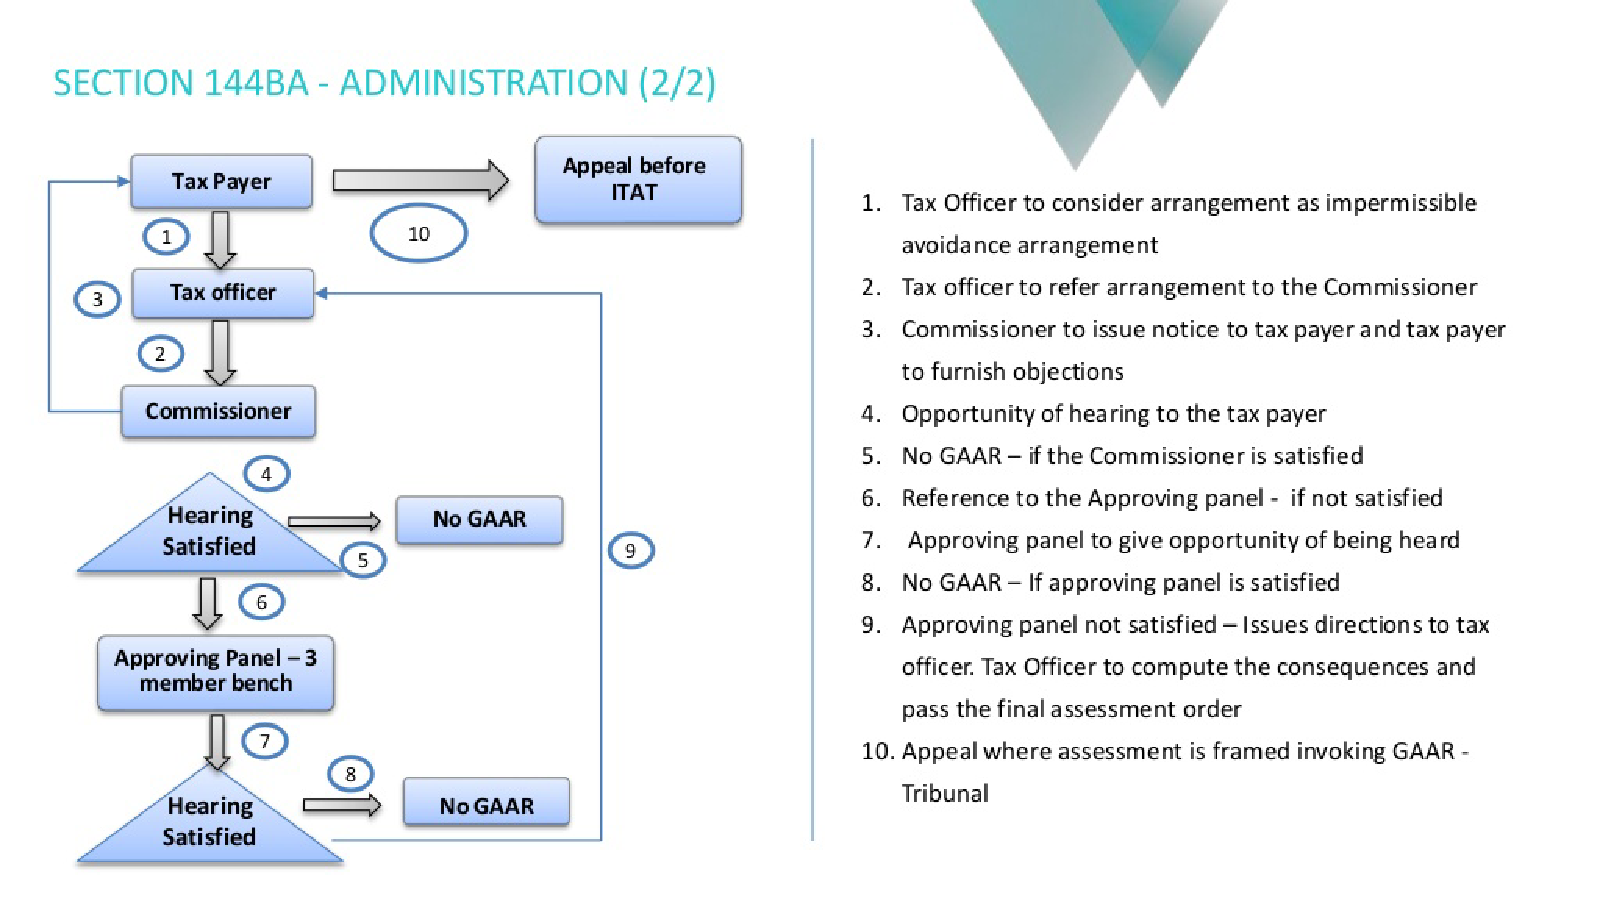 SECTION 144BA - ADMINISTRATION (2/2)
Tax Payer
Appeal before
ITAT
1
10
Tax officer
3
2
Commissioner
4
Hearing
Satisfied
No GAAR
5
9
6
Approving Panel – 3
member bench
7
8
Hearing
Satisfied
No GAAR
1. Tax Officer to consider arrangement as impermissible
avoidance arrangement
2. Tax officer to refer arrangement to the Commissioner
3. Commissioner to issue notice to tax payer and tax payer
to furnish objections
4. Opportunity of hearing to the tax payer
5. No GAAR – if the Commissioner is satisfied
6. Reference to the Approving panel - if not satisfied
7. Approving panel to give opportunity of being heard
8. No GAAR – If approving panel is satisfied
9. Approving panel not satisfied – Issues directions to tax
officer. Tax Officer to compute the consequences and
pass the final assessment order
10. Appeal where assessment is framed invoking GAAR -
Tribunal